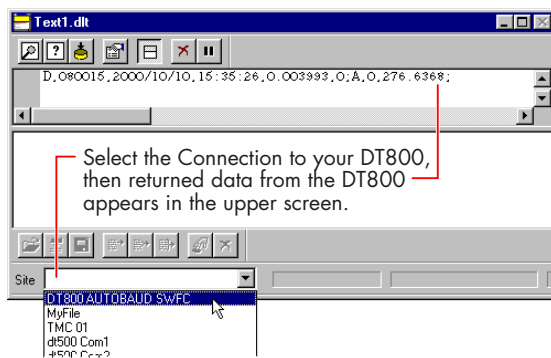 Text1.dlt
D,080015,2000/10/10,15:35:26,0.003993,0;A,0,276.6368;
Select the Connection to your DT800,
then returned data from the DT800
appears in the upper screen.
Site
DT800 AUTOBAUD SWFC
MyFile
TMC 01
dt500 Com1
dt500 Com2